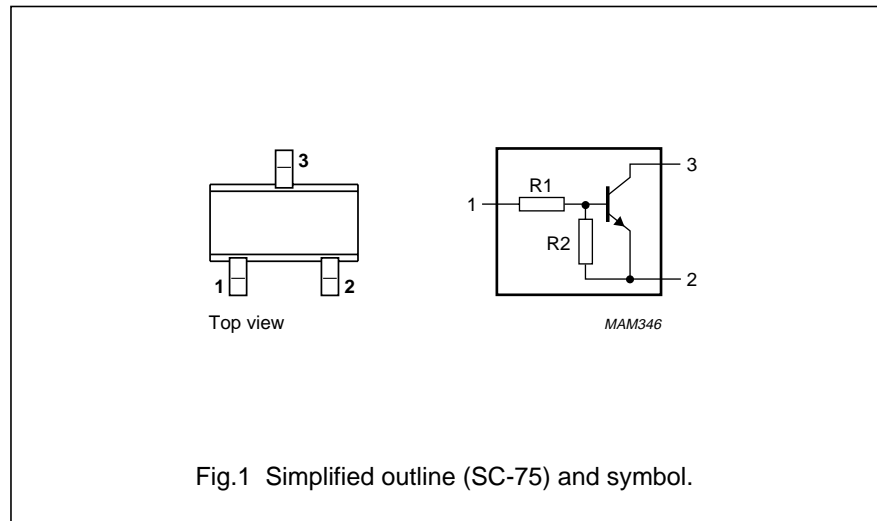 3
1
2
Top view
1
R1
R2
3
2
MAM346
Fig.1 Simplified outline (SC-75) and symbol.